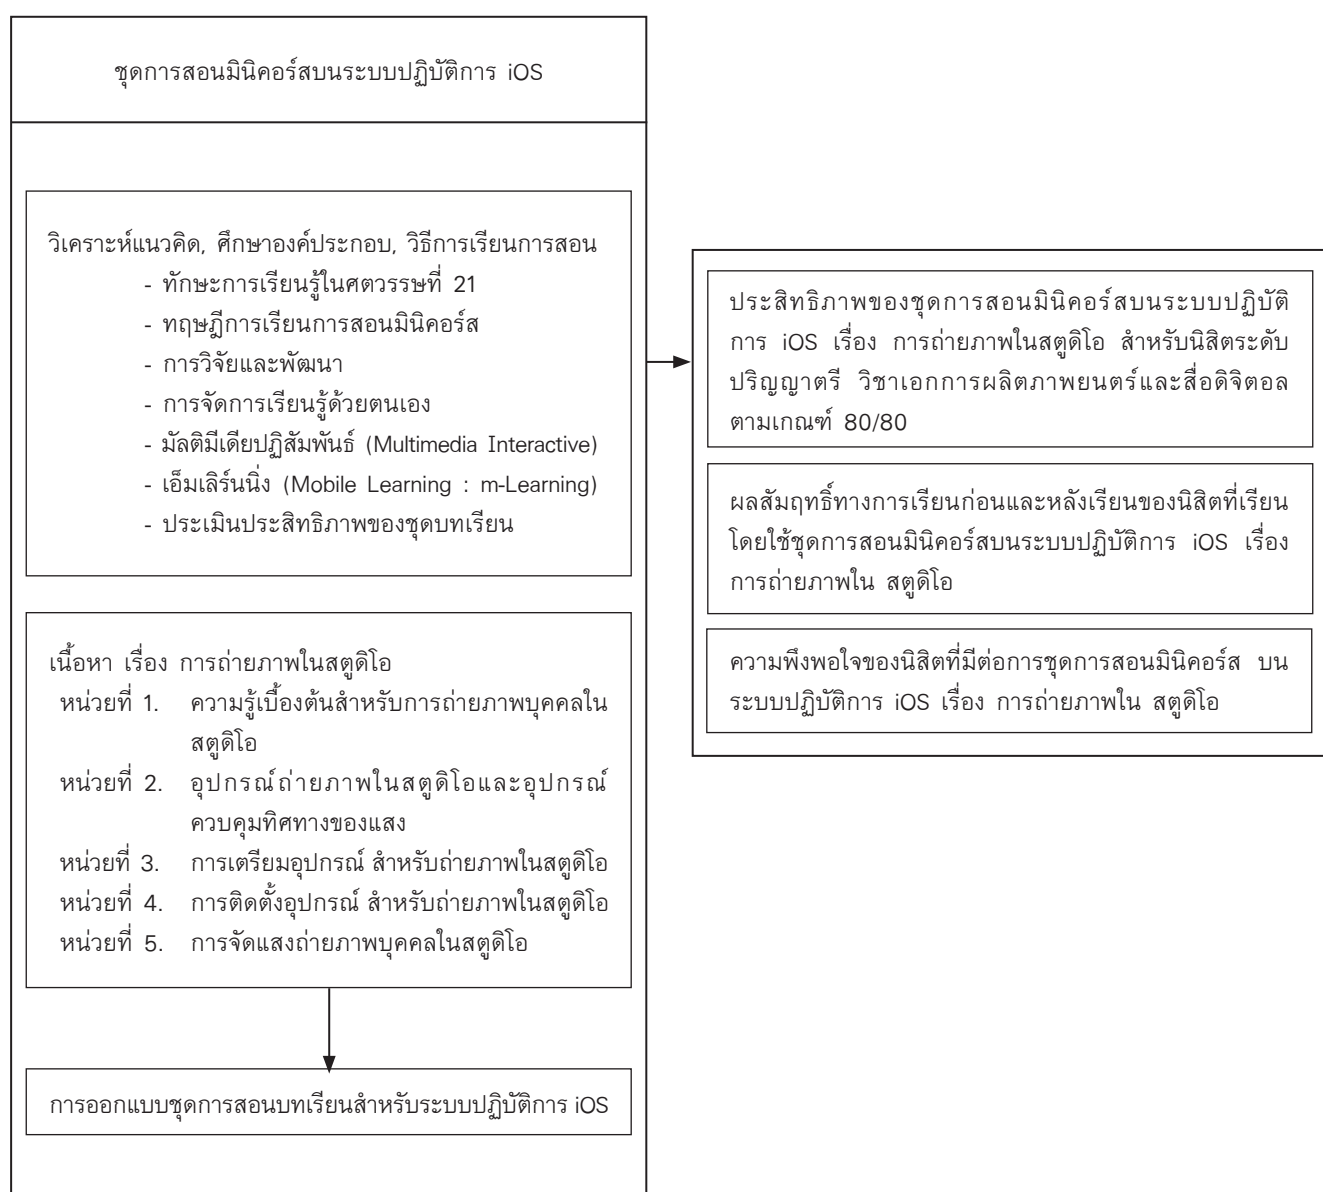 ชุดการสอนมินิคอร์สบนระบบปฏิบัติการ iOS
วิเคราะห์แนวคิด, ศึกษาองค์ประกอบ, วิธีการเรียนการสอน
- ทักษะการเรียนรู้ในศตวรรษที่ 21
- ทฤษฎีการเรียนการสอนมินิคอร์ส
- การวิจัยและพัฒนา
- การจัดการเรียนรู้ด้วยตนเอง
- มัลติมีเดียปฏิสัมพันธ์ (Multimedia Interactive)
- เอ็มเลิร์นนิ่ง (Mobile Learning : m-Learning)
- ประเมินประสิทธิภาพของชุดบทเรียน
เนื้อหา เรื่อง การถ่ายภาพในสตูดิโอ
หน่วยที่ 1. ความรู้เบื้องต้นสำหรับการถ่ายภาพบุคคลใน
สตูดิโอ
หน่วยที่ 2. อุปกรณ์ถ่ายภาพในสตูดิโอและอุปกรณ์
ควบคุมทิศทางของแสง
หน่วยที่ 3. การเตรียมอุปกรณ์ สำหรับถ่ายภาพในสตูดิโอ
หน่วยที่ 4. การติดตั้งอุปกรณ์ สำหรับถ่ายภาพในสตูดิโอ
หน่วยที่ 5. การจัดแสงถ่ายภาพบุคคลในสตูดิโอ
การออกแบบชุดการสอนบทเรียนสำหรับระบบปฏิบัติการ iOS
ประสิทธิภาพของชุดการสอนมินิคอร์สบนระบบปฏิบัติ
การ iOS เรื่อง การถ่ายภาพในสตูดิโอ สำหรับนิสิตระดับ
ปริญญาตรี วิชาเอกการผลิตภาพยนตร์และสื่อดิจิตอล
ตามเกณฑ์ 80/80
ผลสัมฤทธิ์ทางการเรียนก่อนและหลังเรียนของนิสิตที่เรียน
โดยใช้ชุดการสอนมินิคอร์สบนระบบปฏิบัติการ iOS เรื่อง
การถ่ายภาพใน สตูดิโอ
ความพึงพอใจของนิสิตที่มีต่อการชุดการสอนมินิคอร์ส บน
ระบบปฏิบัติการ iOS เรื่อง การถ่ายภาพใน สตูดิโอ